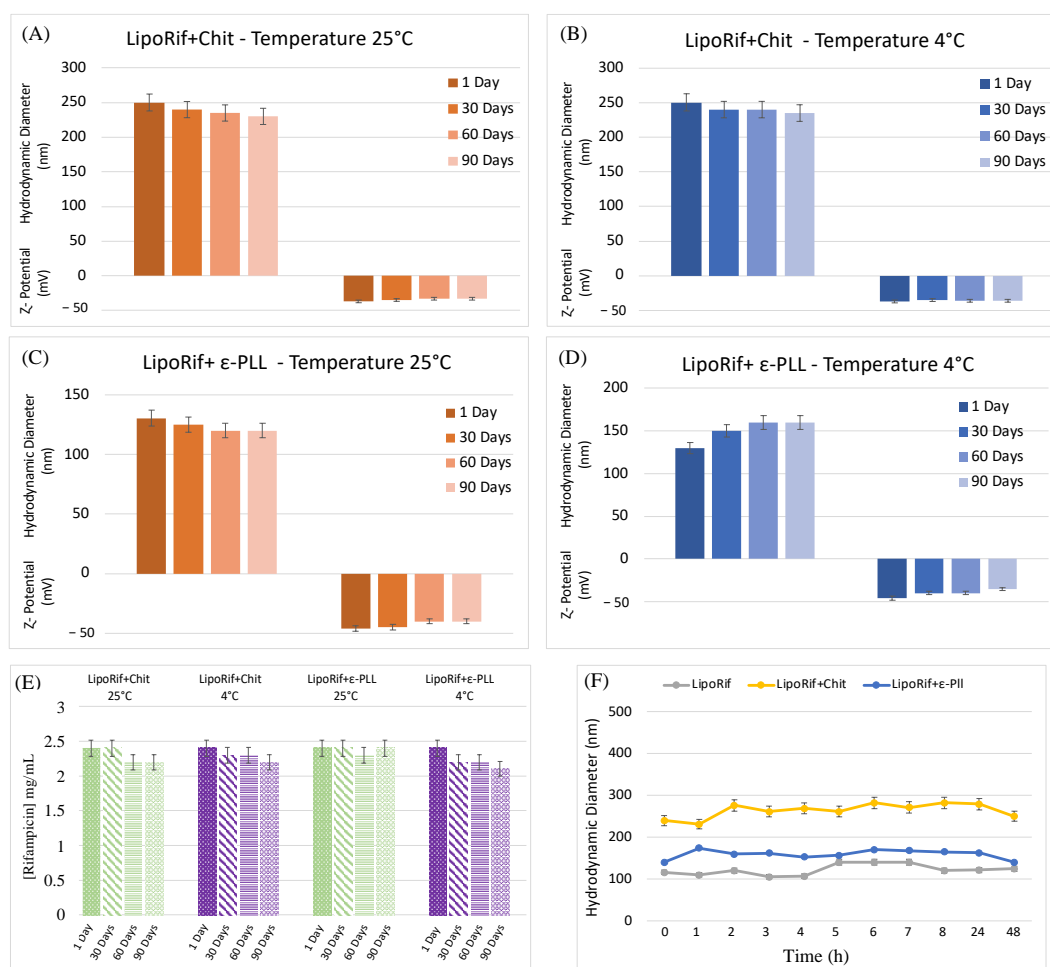 (A)
LipoRif+Chit - Temperature 25°C
300
250
200
150
100
50
0
−50
Hydrodynamic Diameter
(nm)
Z- Potential
(mV)
1 Day
30 Days
60 Days
90 Days
(B)
LipoRif+Chit - Temperature 4°C
300
250
200
150
100
50
0
−50
Hydrodynamic Diameter
(nm)
Z- Potential
(mV)
1 Day
30 Days
60 Days
90 Days
(C)
LipoRif+ ε-PLL - Temperature 25°C
150
100
50
0
−50
Hydrodynamic Diameter
(nm)
Z- Potential
(mV)
1 Day
30 Days
60 Days
90 Days
(D)
LipoRif+ ε-PLL - Temperature 4°C
200
150
100
50
0
−50
Hydrodynamic Diameter
(nm)
Z- Potential
(mV)
1 Day
30 Days
60 Days
90 Days
(E)
LipoRif+Chit
25°C
LipoRif+Chit
4°C
LipoRif+ε-PLL
25°C
LipoRif+ε-PLL
4°C
3
2.5
2
1.5
1
0.5
0
[Rifampicin] mg/mL
1 Day
30 Days
60 Days
90 Days
1 Day
30 Days
60 Days
90 Days
1 Day
30 Days
60 Days
90 Days
1 Day
30 Days
60 Days
90 Days
(F)
LipoRif
LipoRif+Chit
LipoRif+ε-Pll
500
400
300
200
100
0
Hydrodynamic Diameter (nm)
0 1 2 3 4 5 6 7 8 24 48
Time (h)